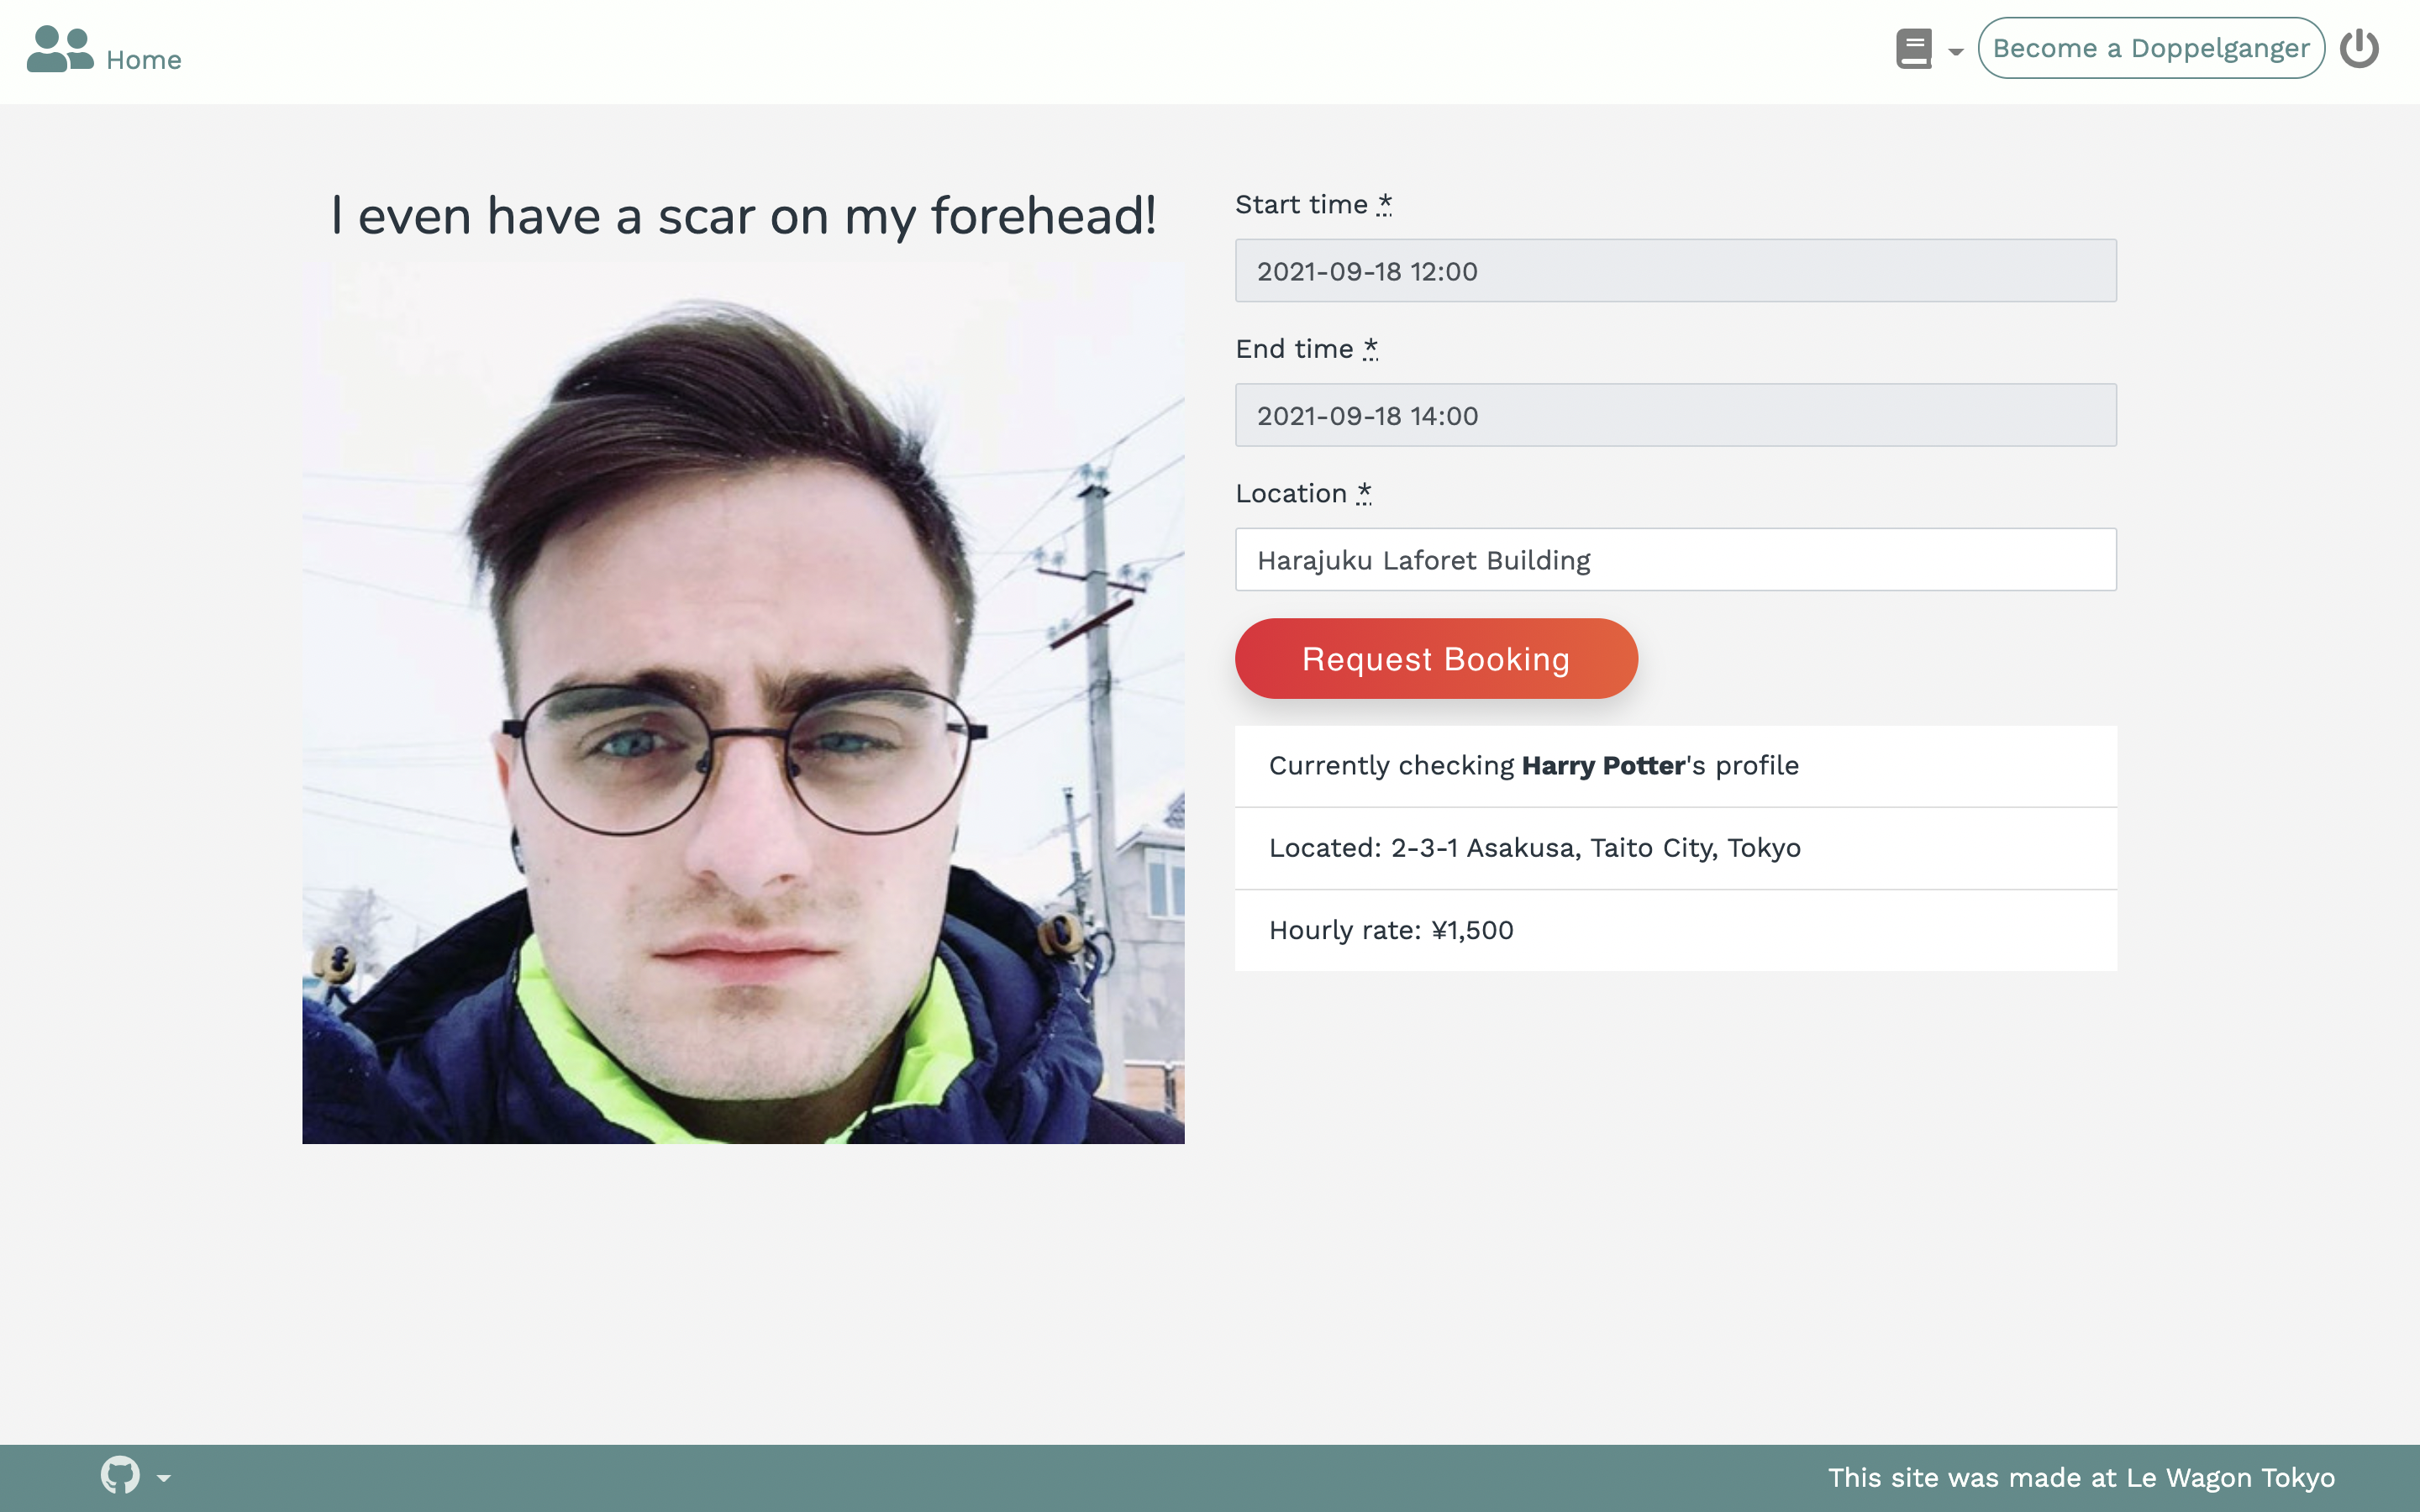 Home
Become a Doppelganger
I even have a scar on my forehead!
Start time *
2021-09-18 12:00
End time *
2021-09-18 14:00
Location *
Harajuku Laforet Building
Request Booking
Currently checking Harry Potter's profile
Located: 2-3-1 Asakusa, Taito City, Tokyo
Hourly rate: ¥1,500
This site was made at Le Wagon Tokyo